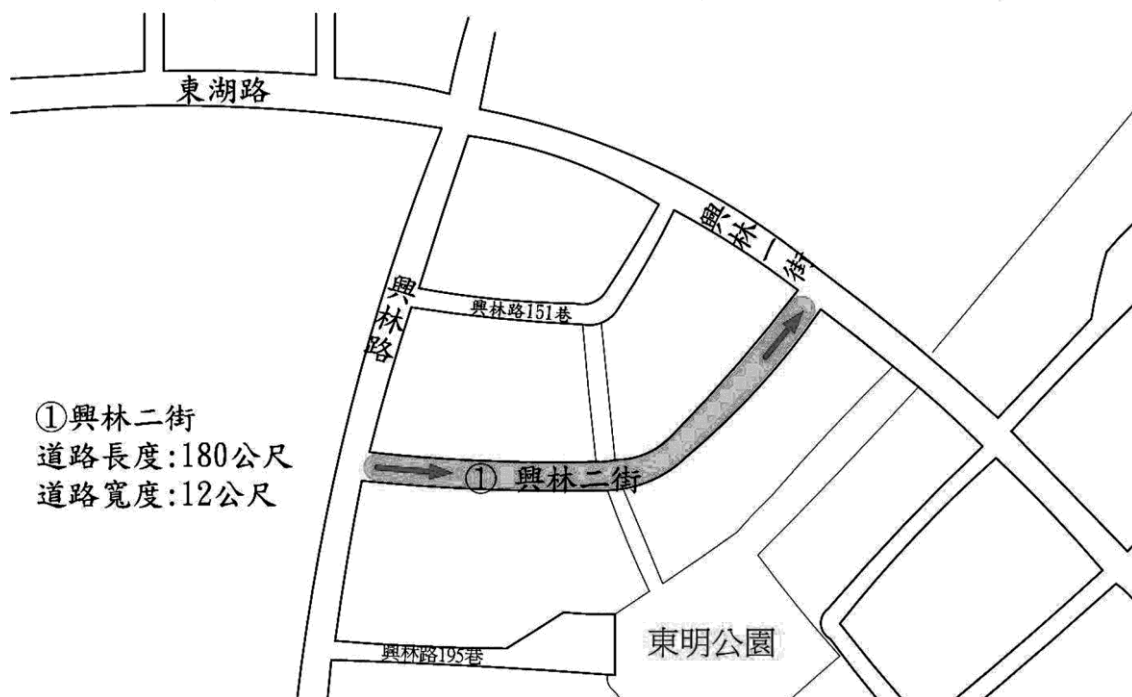 東湖路
興林一街
興林路
興林路151巷
①興林二街
道路長度:180公尺
道路寬度:12公尺
① 興林二街
東明公園
興林路195巷